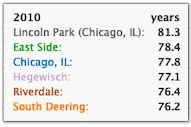 2010 years
Lincoln Park (Chicago, IL): 81.3
East Side: 78.4
Chicago, IL: 77.8
Hegewisch: 77.1
Riverdale: 76.4
South Deering: 76.2